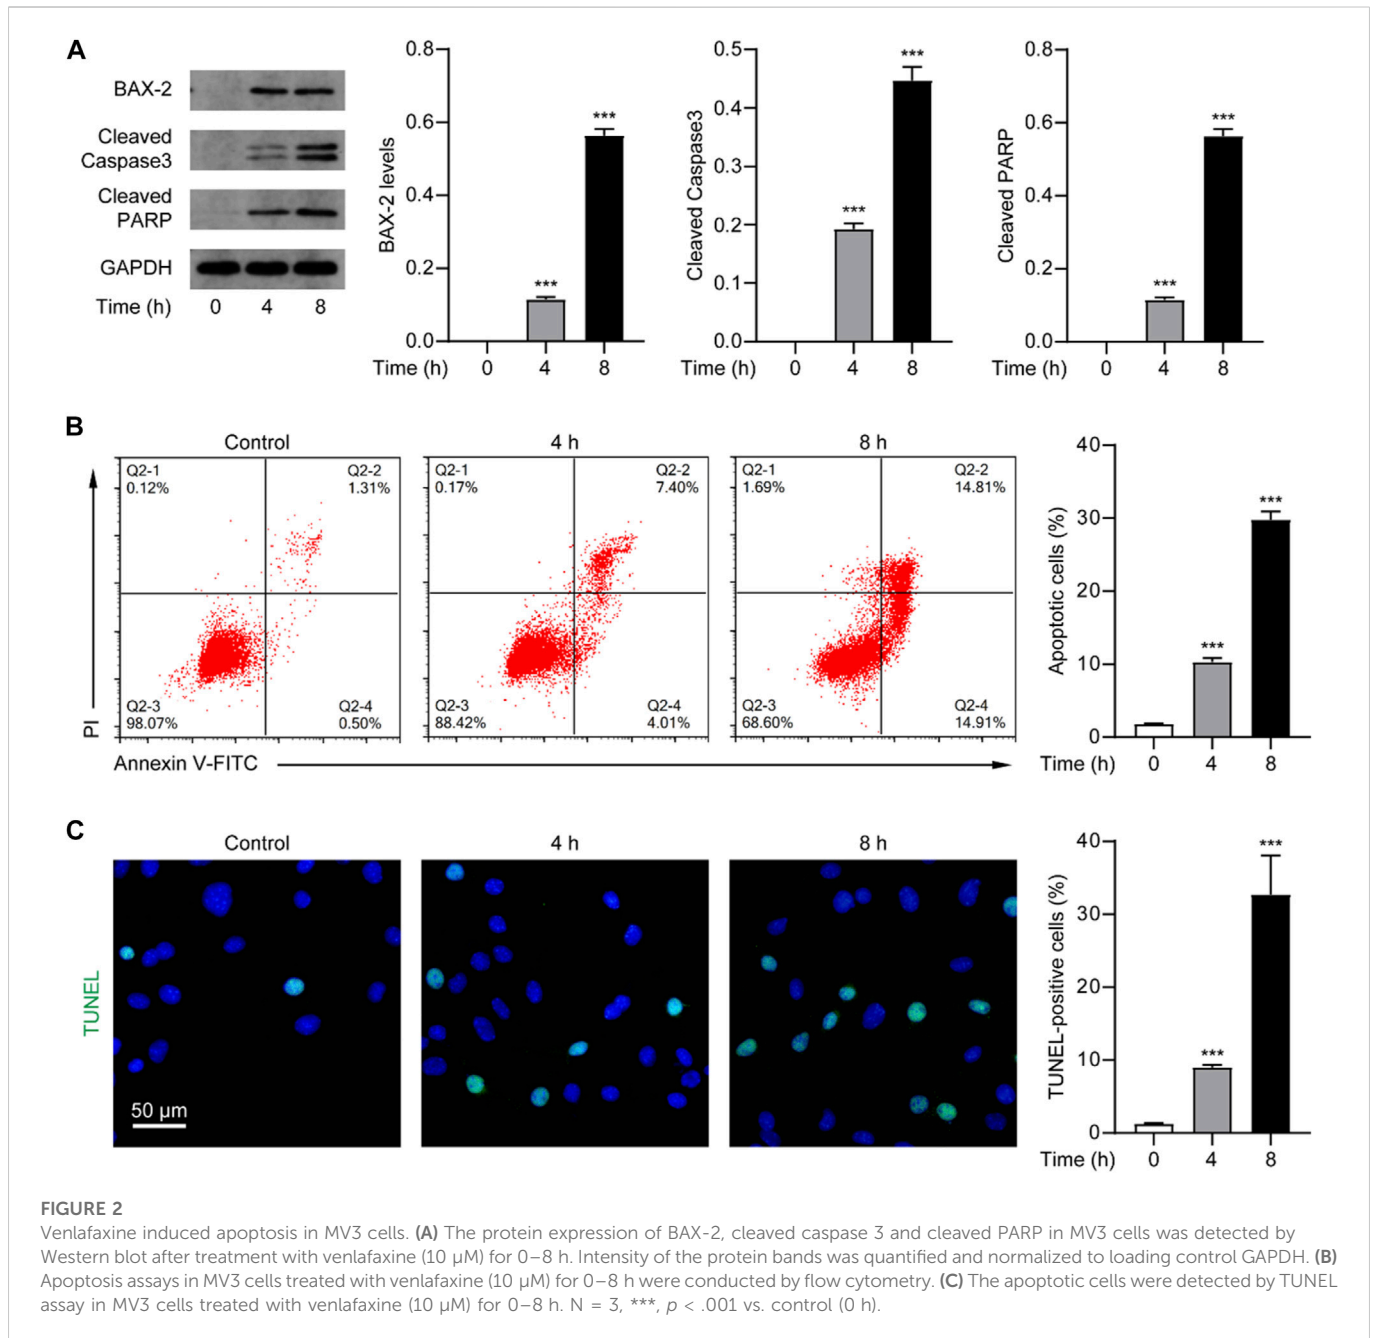 A
BAX-2
Cleaved
Caspase3
Cleaved
PARP
GAPDH
Time (h) 0 4 8
BAX-2 levels
0.8
0.6
0.4
0.2
0.0
***
***
Time (h) 0 4 8
Cleaved Caspase3
0.5
0.4
0.3
0.2
0.1
0.0
***
***
Time (h) 0 4 8
Cleaved PARP
0.8
0.6
0.4
0.2
0.0
***
***
Time (h) 0 4 8
B
Control
Q2-1
0.12%
Q2-2
1.31%
Q2-3
98.07%
Q2-4
0.50%
4 h
Q2-1
0.17%
Q2-2
7.40%
Q2-3
88.42%
Q2-4
4.01%
8 h
Q2-1
1.69%
Q2-2
14.81%
Q2-3
68.60%
Q2-4
14.91%
PI
Annexin V-FITC
Apoptotic cells (%)
40
30
20
10
0
***
***
Time (h) 0 4 8
C
Control
4 h
8 h
TUNEL
50 µm
TUNEL-positive cells (%)
40
30
20
10
0
***
***
Time (h) 0 4 8
FIGURE 2
Venlafaxine induced apoptosis in MV3 cells. (A) The protein expression of BAX-2, cleaved caspase 3 and cleaved PARP in MV3 cells was detected by
Western blot after treatment with venlafaxine (10 µM) for 0–8 h. Intensity of the protein bands was quantified and normalized to loading control GAPDH. (B)
Apoptosis assays in MV3 cells treated with venlafaxine (10 µM) for 0–8 h were conducted by flow cytometry. (C) The apoptotic cells were detected by TUNEL
assay in MV3 cells treated with venlafaxine (10 µM) for 0–8 h. N = 3, ***, p < .001 vs. control (0 h).